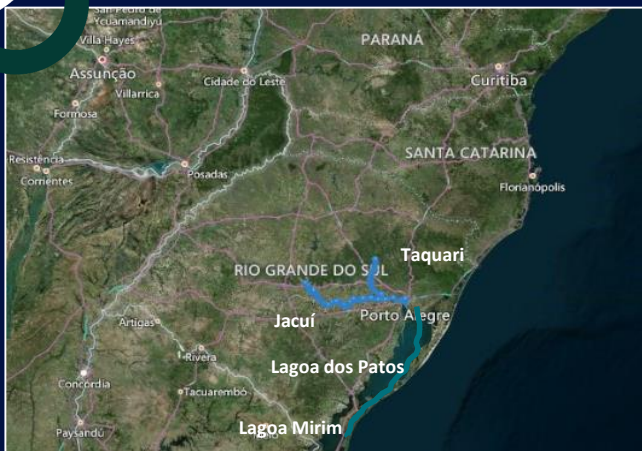 San Pedro de
Ycuamandiyú
Villa Hayes
PARANÁ
Assunção
Cidade do Leste
Curitiba
Villarrica
Formosa
SANTA CATARINA
Resistência
Posadas
Corrientes
Florianópolis
Taquari
RIO GRANDE DO SUL
Jacuí
Porto Alegre
Artigas
Rivera
Lagoa dos Patos
Concórdia
Tacuarembó
Lagoa Mirim
Paysandú